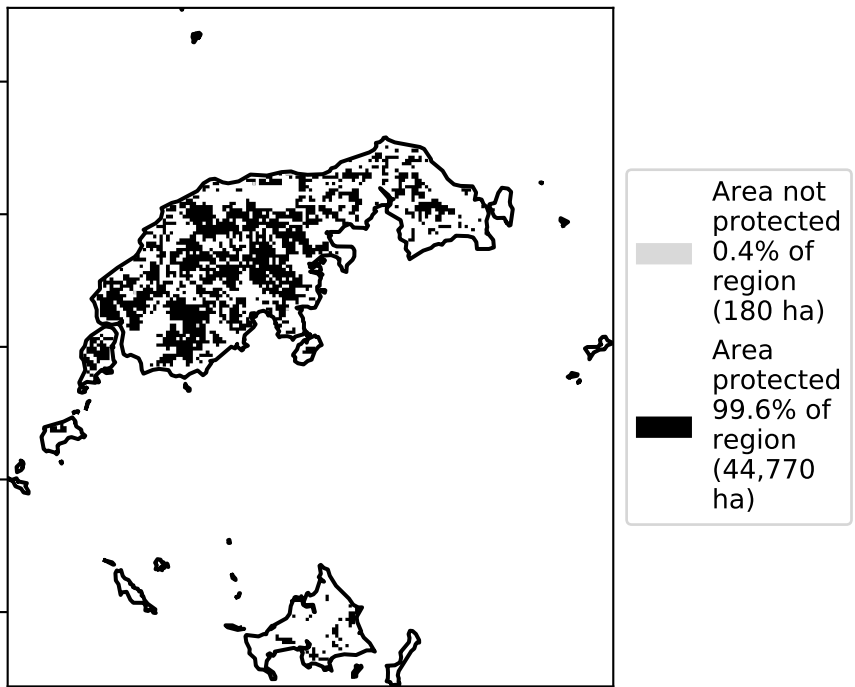 Area not
protected
0.4% of
region
(180 ha)
Area
protected
99.6% of
region
(44,770
ha)